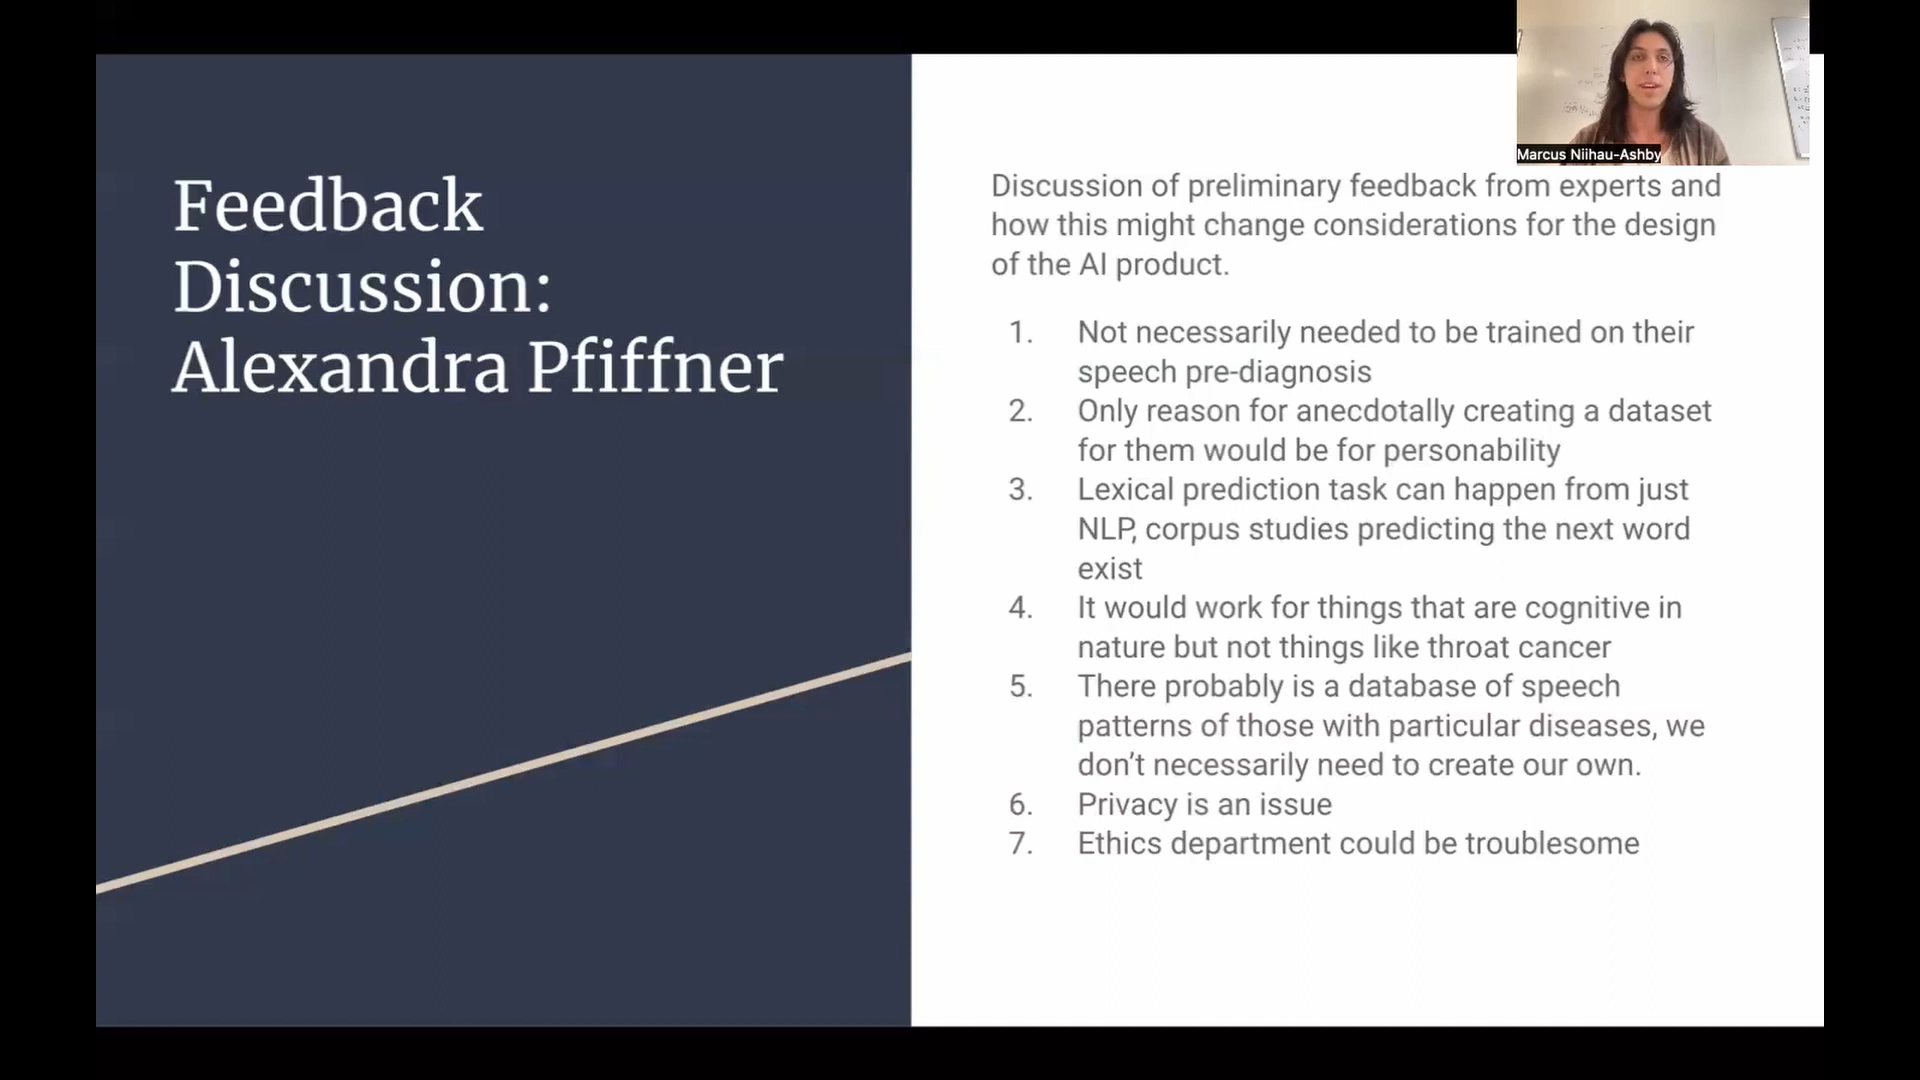 Marcus Niihau-Ashby
Feedback
Discussion:
Alexandra Pfiffner
Discussion of preliminary feedback from experts and
how this might change considerations for the design
of the AI product.
1. Not necessarily needed to be trained on their
speech pre-diagnosis
2. Only reason for anecdotally creating a dataset
for them would be for personability
3. Lexical prediction task can happen from just
NLP, corpus studies predicting the next word
exist
4. It would work for things that are cognitive in
nature but not things like throat cancer
5. There probably is a database of speech
patterns of those with particular diseases, we
don’t necessarily need to create our own.
6. Privacy is an issue
7. Ethics department could be troublesome